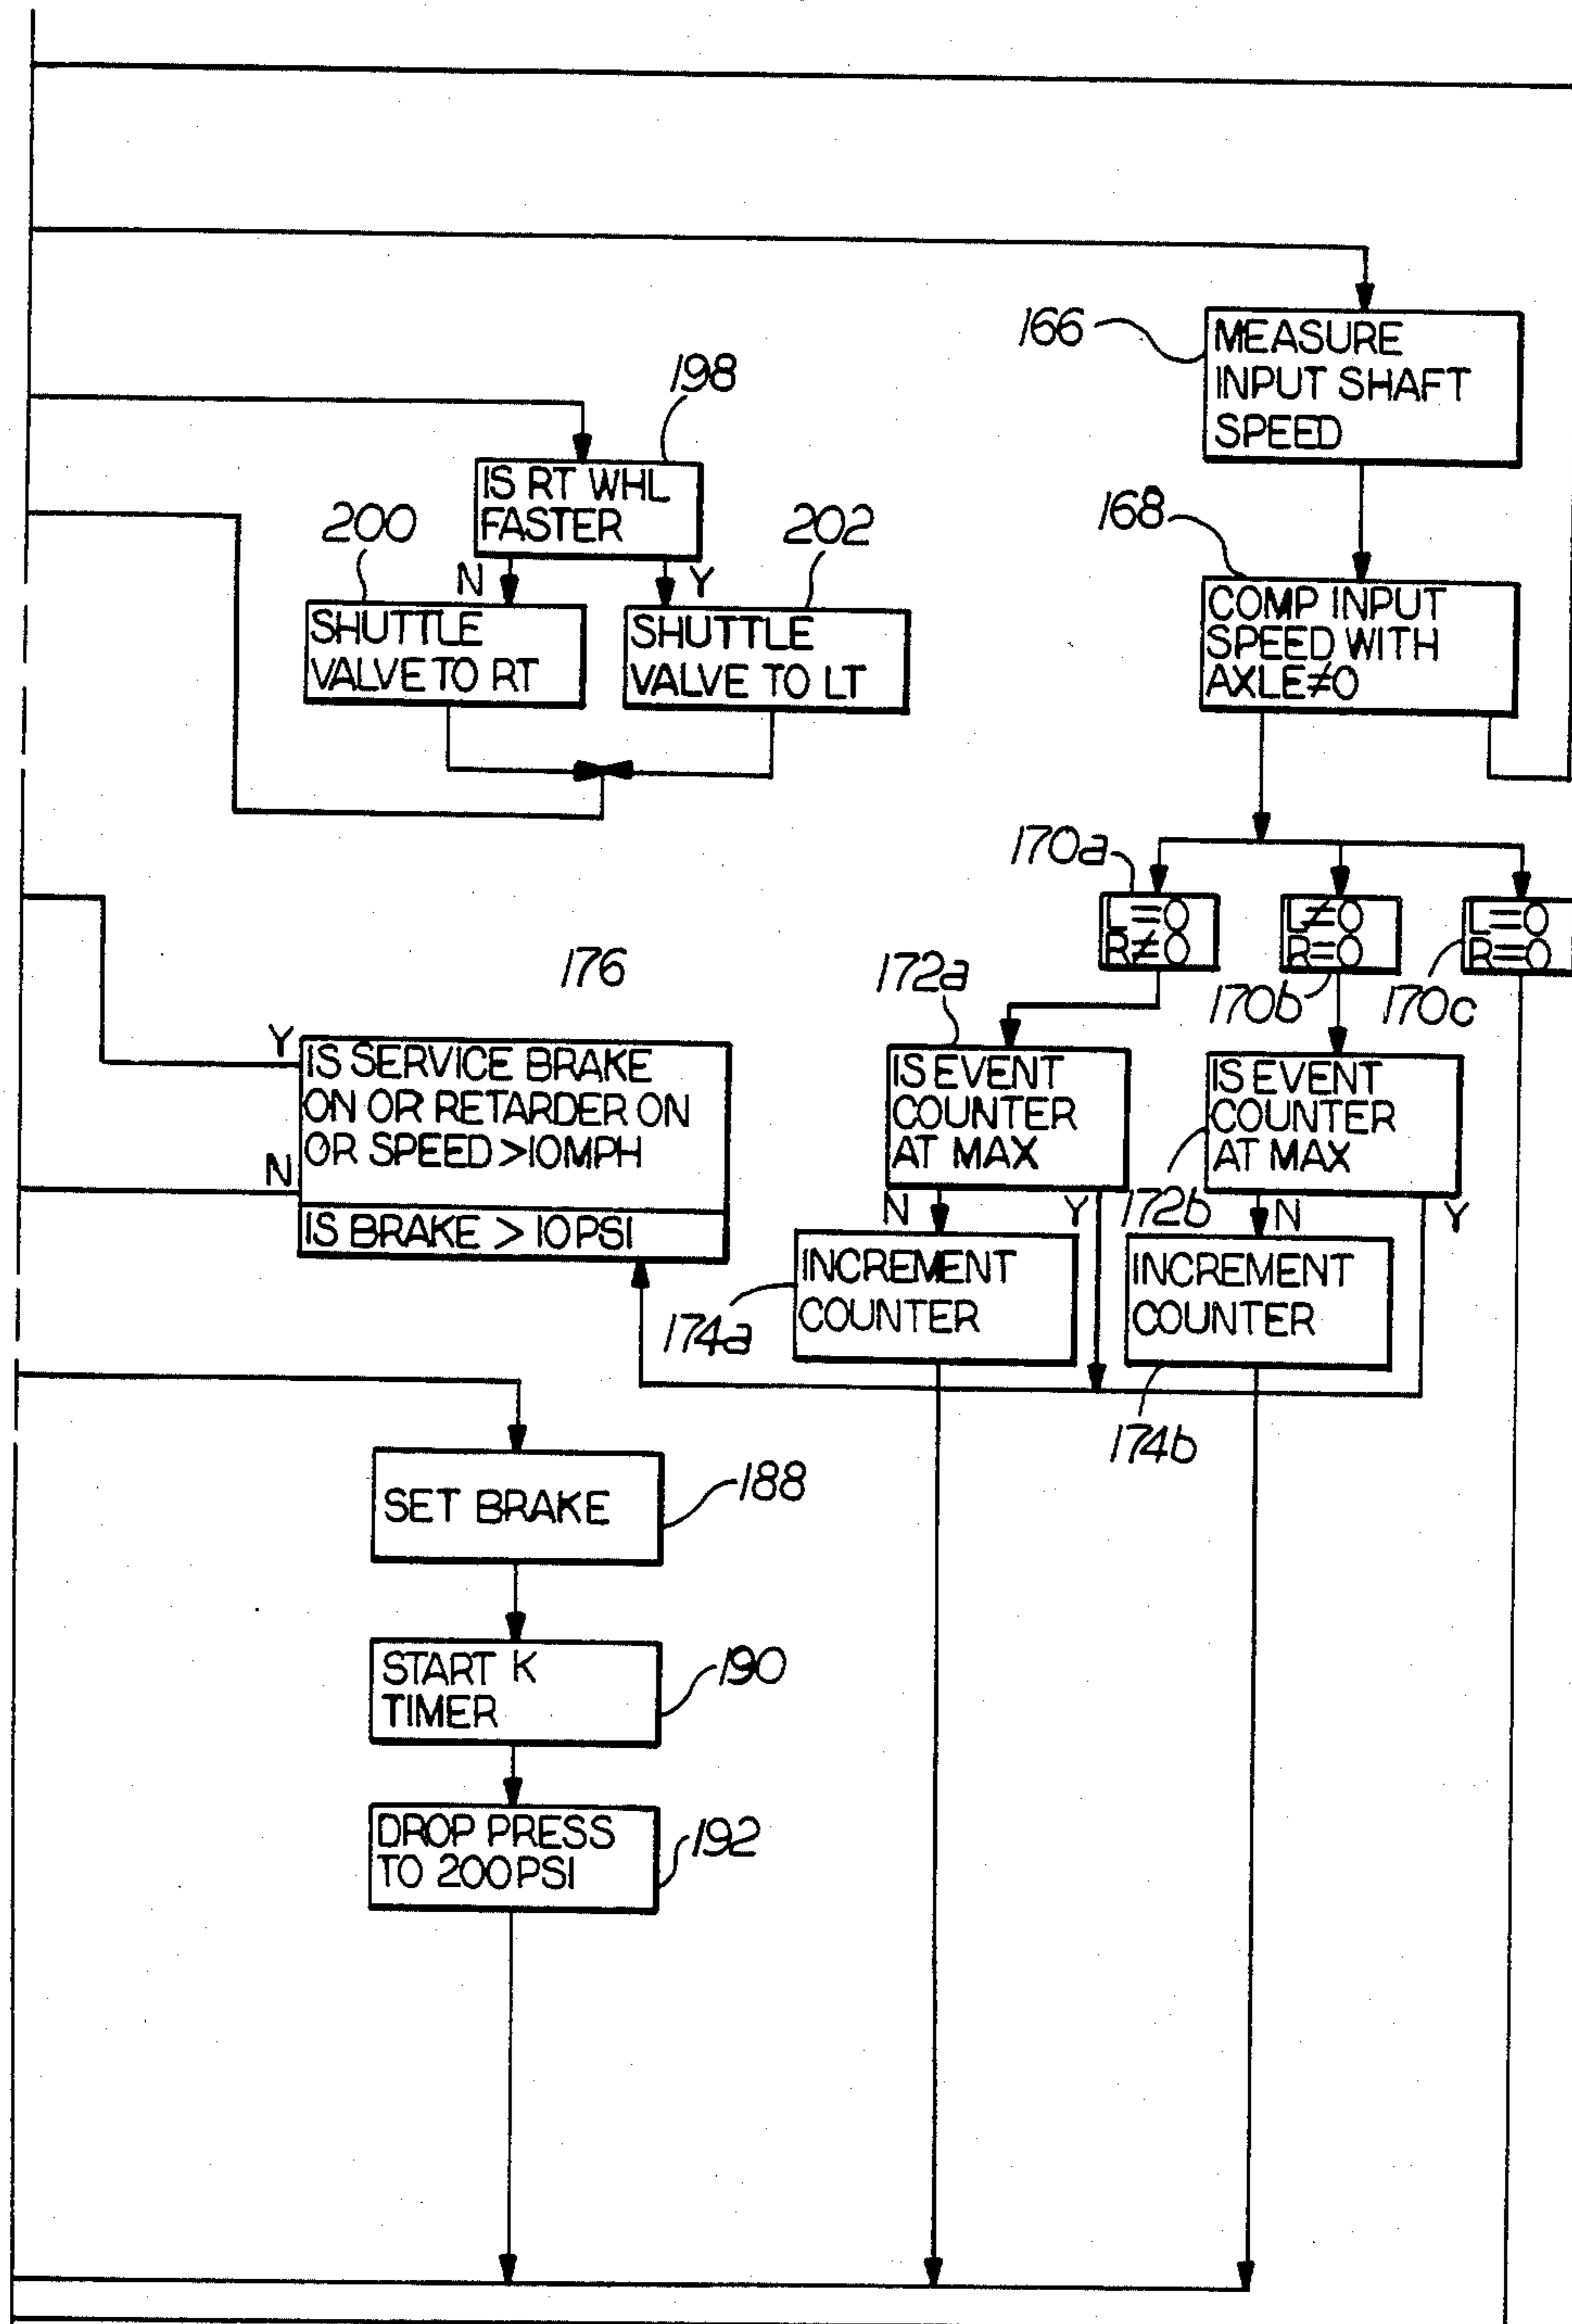 166
MEASURE
INPUT SHAFT
SPEED
198
IS RT WHL
FASTER
200
N
Y
202
SHUTTLE
VALVE TO RT
SHUTTLE
VALVE TO LT
168
COMP INPUT
SPEED WITH
AXLE≠0
170a
L=0
R≠0
L≠0
R=0
L=0
R=0
170b
170c
176
Y
IS SERVICE BRAKE
ON OR RETARDER ON
OR SPEED >10MPH
N
IS BRAKE > 10 PSI
172a
IS EVENT
COUNTER
AT MAX
IS EVENT
COUNTER
AT MAX
N
Y
172b
N
Y
INCREMENT
COUNTER
174a
INCREMENT
COUNTER
174b
SET BRAKE
188
START K
TIMER
190
DROP PRESS
TO 200 PSI
192